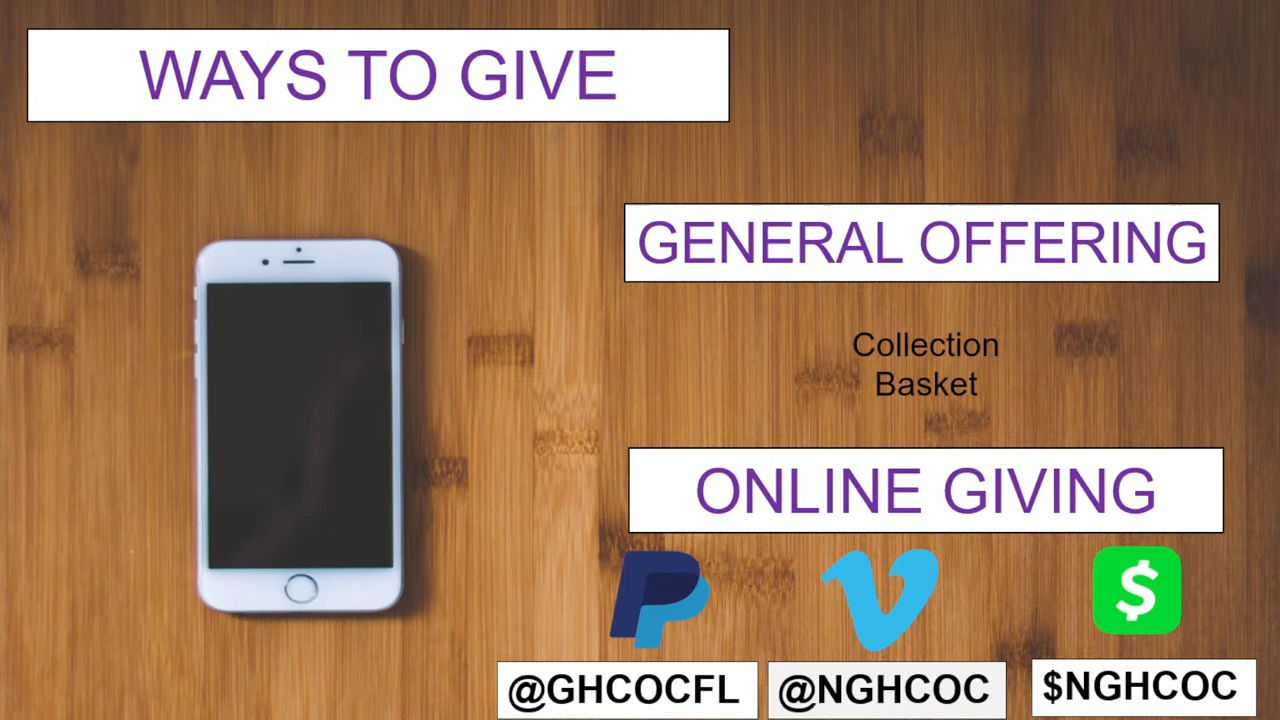 WAYS TO GIVE
GENERAL OFFERING
Collection
Basket
ONLINE GIVING
$
@GHCOCFL
@NGHCOC
$NGHCOC